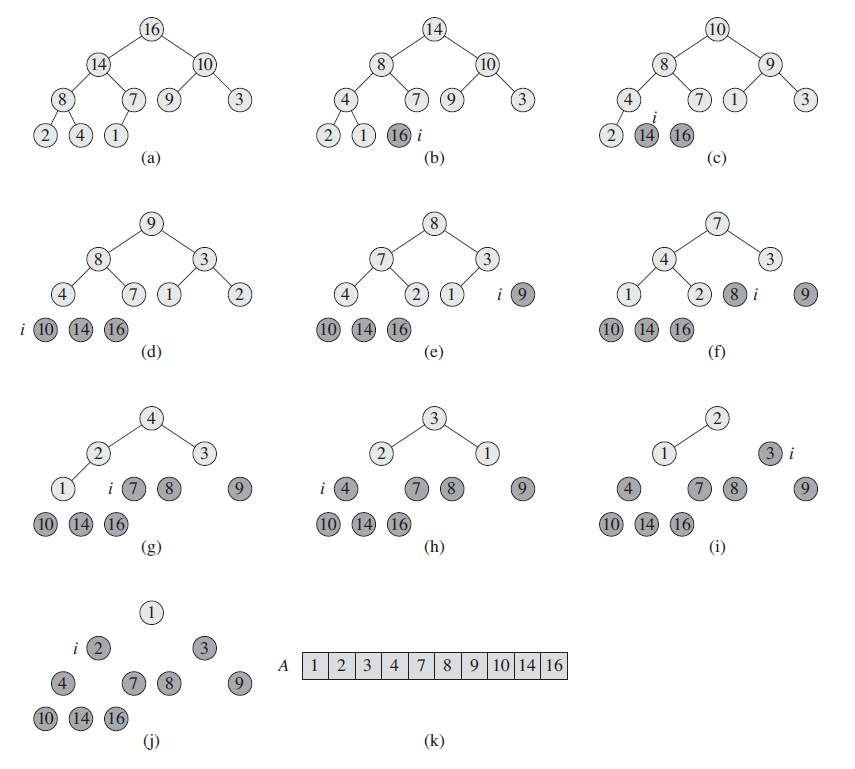 16 14 10
14 10 8 10 8 9
8 7 9 3 4 7 9 3 4 7 1 3
i
2 4 1 2 1 16 i 2 14 16
(a) (b) (c)
9 8 7
8 3 7 3 4 3
4 7 1 2 4 2 1 i 9 1 2 8 i 9
i 10 14 16 10 14 16 10 14 16
(d) (e) (f)
4 3 2
2 3 2 1 1 3 i
1 i 7 8 9 i 4 7 8 9 4 7 8 9
10 14 16 10 14 16 10 14 16
(g) (h) (i)
1
i 2 3
A 1 2 3 4 7 8 9 10 14 16
4 7 8 9
10 14 16
(j) (k)